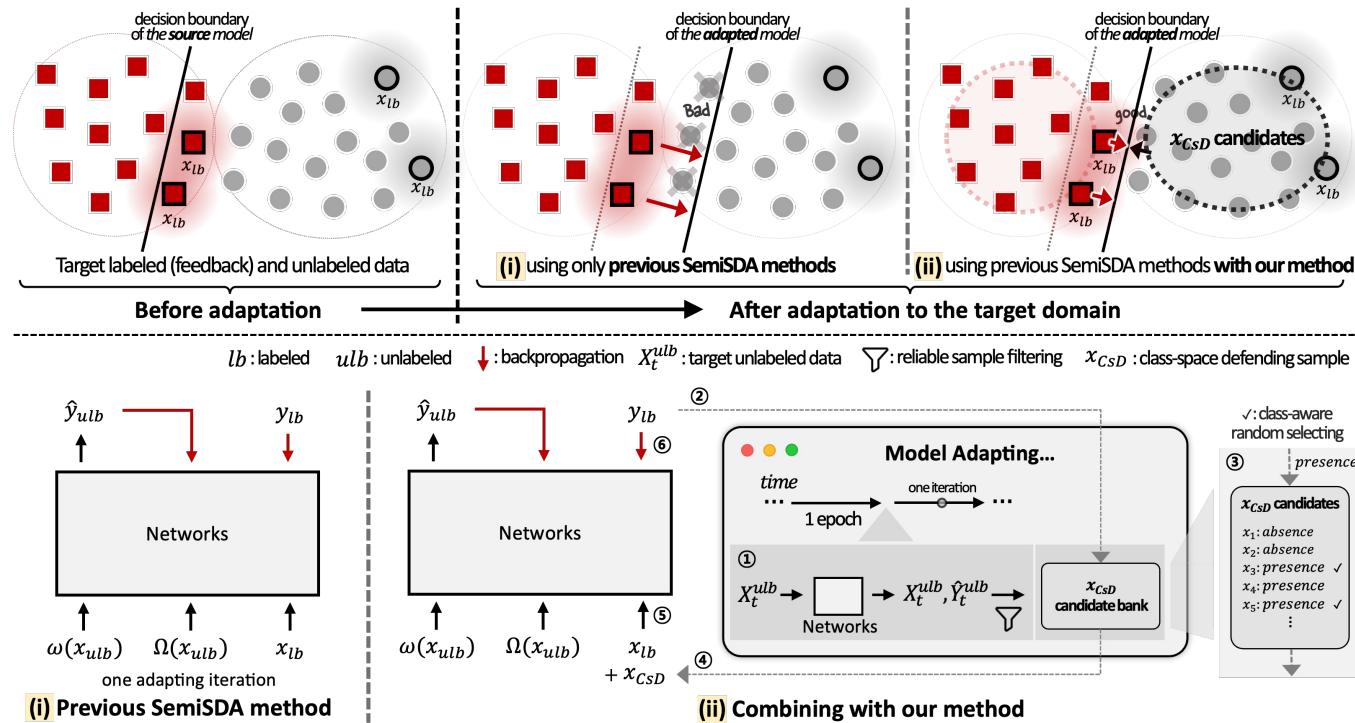 decision boundary
of the source model
x_lb
x_lb
x_lb
x_lb
Target labeled (feedback) and unlabeled data
Before adaptation
decision boundary
of the adapted model
Bad
(i) using only previous SemiSDA methods
decision boundary
of the adapted model
good
x_lb
x_CsD candidates
x_lb
x_lb
x_lb
(ii) using previous SemiSDA methods with our method
After adaptation to the target domain
lb : labeled ulb : unlabeled : backpropagation X_t^ulb : target unlabeled data : reliable sample filtering x_CsD : class-space defending sample
ŷ_ulb y_lb
Networks
ω(x_ulb) Ω(x_ulb) x_lb
one adapting iteration
(i) Previous SemiSDA method
ŷ_ulb y_lb
⑥
Networks
⑤
ω(x_ulb) Ω(x_ulb) x_lb
+ x_CsD
②
Model Adapting...
time
... one iteration ...
1 epoch
①
X_t^ulb
Networks
X_t^ulb, Ŷ_t^ulb
x_CsD
candidate bank
④
✓: class-aware
random selecting
③
presence
x_CsD candidates
x₁: absence
x₂: absence
x₃: presence ✓
x₄: presence
x₅: presence ✓
⋮
(ii) Combining with our method